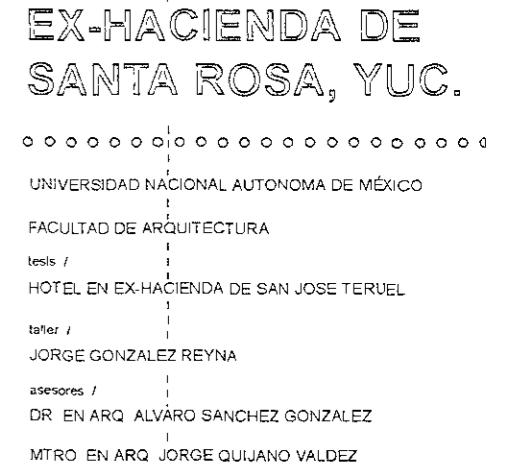 EX-HACIENDA DE
SANTA ROSA, YUC.
UNIVERSIDAD NACIONAL AUTONOMA DE MÉXICO
FACULTAD DE ARQUITECTURA
tesis /
HOTEL EN EX-HACIENDA DE SAN JOSE TERUEL
taller /
JORGE GONZALEZ REYNA
asesores /
DR EN ARQ ALVARO SANCHEZ GONZALEZ
MTRO EN ARQ JORGE QUIJANO VALDEZ